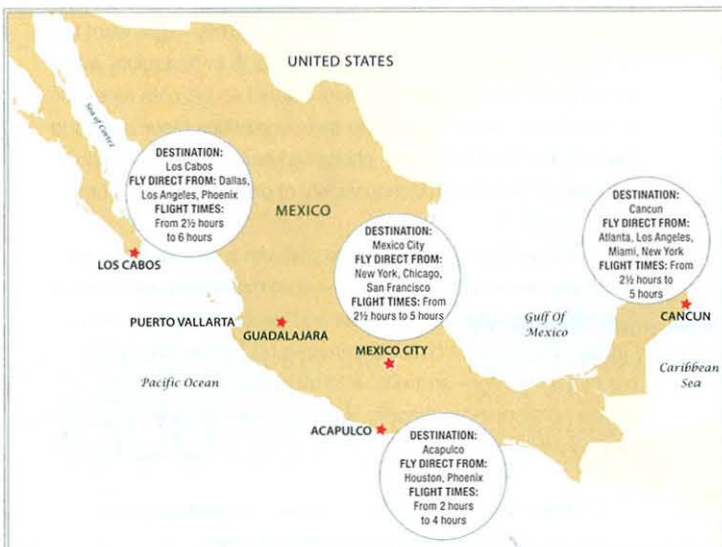 UNITED STATES
Sea of Cortez
DESTINATION:
Los Cabos
FLY DIRECT FROM: Dallas,
Los Angeles, Phoenix
FLIGHT TIMES:
From 2½ hours
to 6 hours
MEXICO
LOS CABOS
DESTINATION:
Mexico City
FLY DIRECT FROM:
New York, Chicago,
San Francisco
FLIGHT TIMES: From
2½ hours to 5 hours
DESTINATION:
Cancun
FLY DIRECT FROM:
Atlanta, Los Angeles,
Miami, New York
FLIGHT TIMES: From
2½ hours to
5 hours
CANCUN
PUERTO VALLARTA
GUADALAJARA
MEXICO CITY
Gulf Of
Mexico
Caribbean
Sea
Pacific Ocean
ACAPULCO
DESTINATION:
Acapulco
FLY DIRECT FROM:
Houston, Phoenix
FLIGHT TIMES:
From 2 hours
to 4 hours